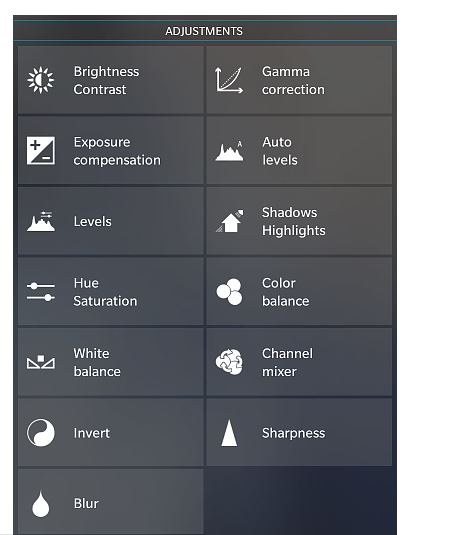 ADJUSTMENTS
Brightness
Contrast
Gamma
correction
Exposure
compensation
Auto
levels
Levels
Shadows
Highlights
Hue
Saturation
Color
balance
White
balance
Channel
mixer
Invert
Sharpness
Blur